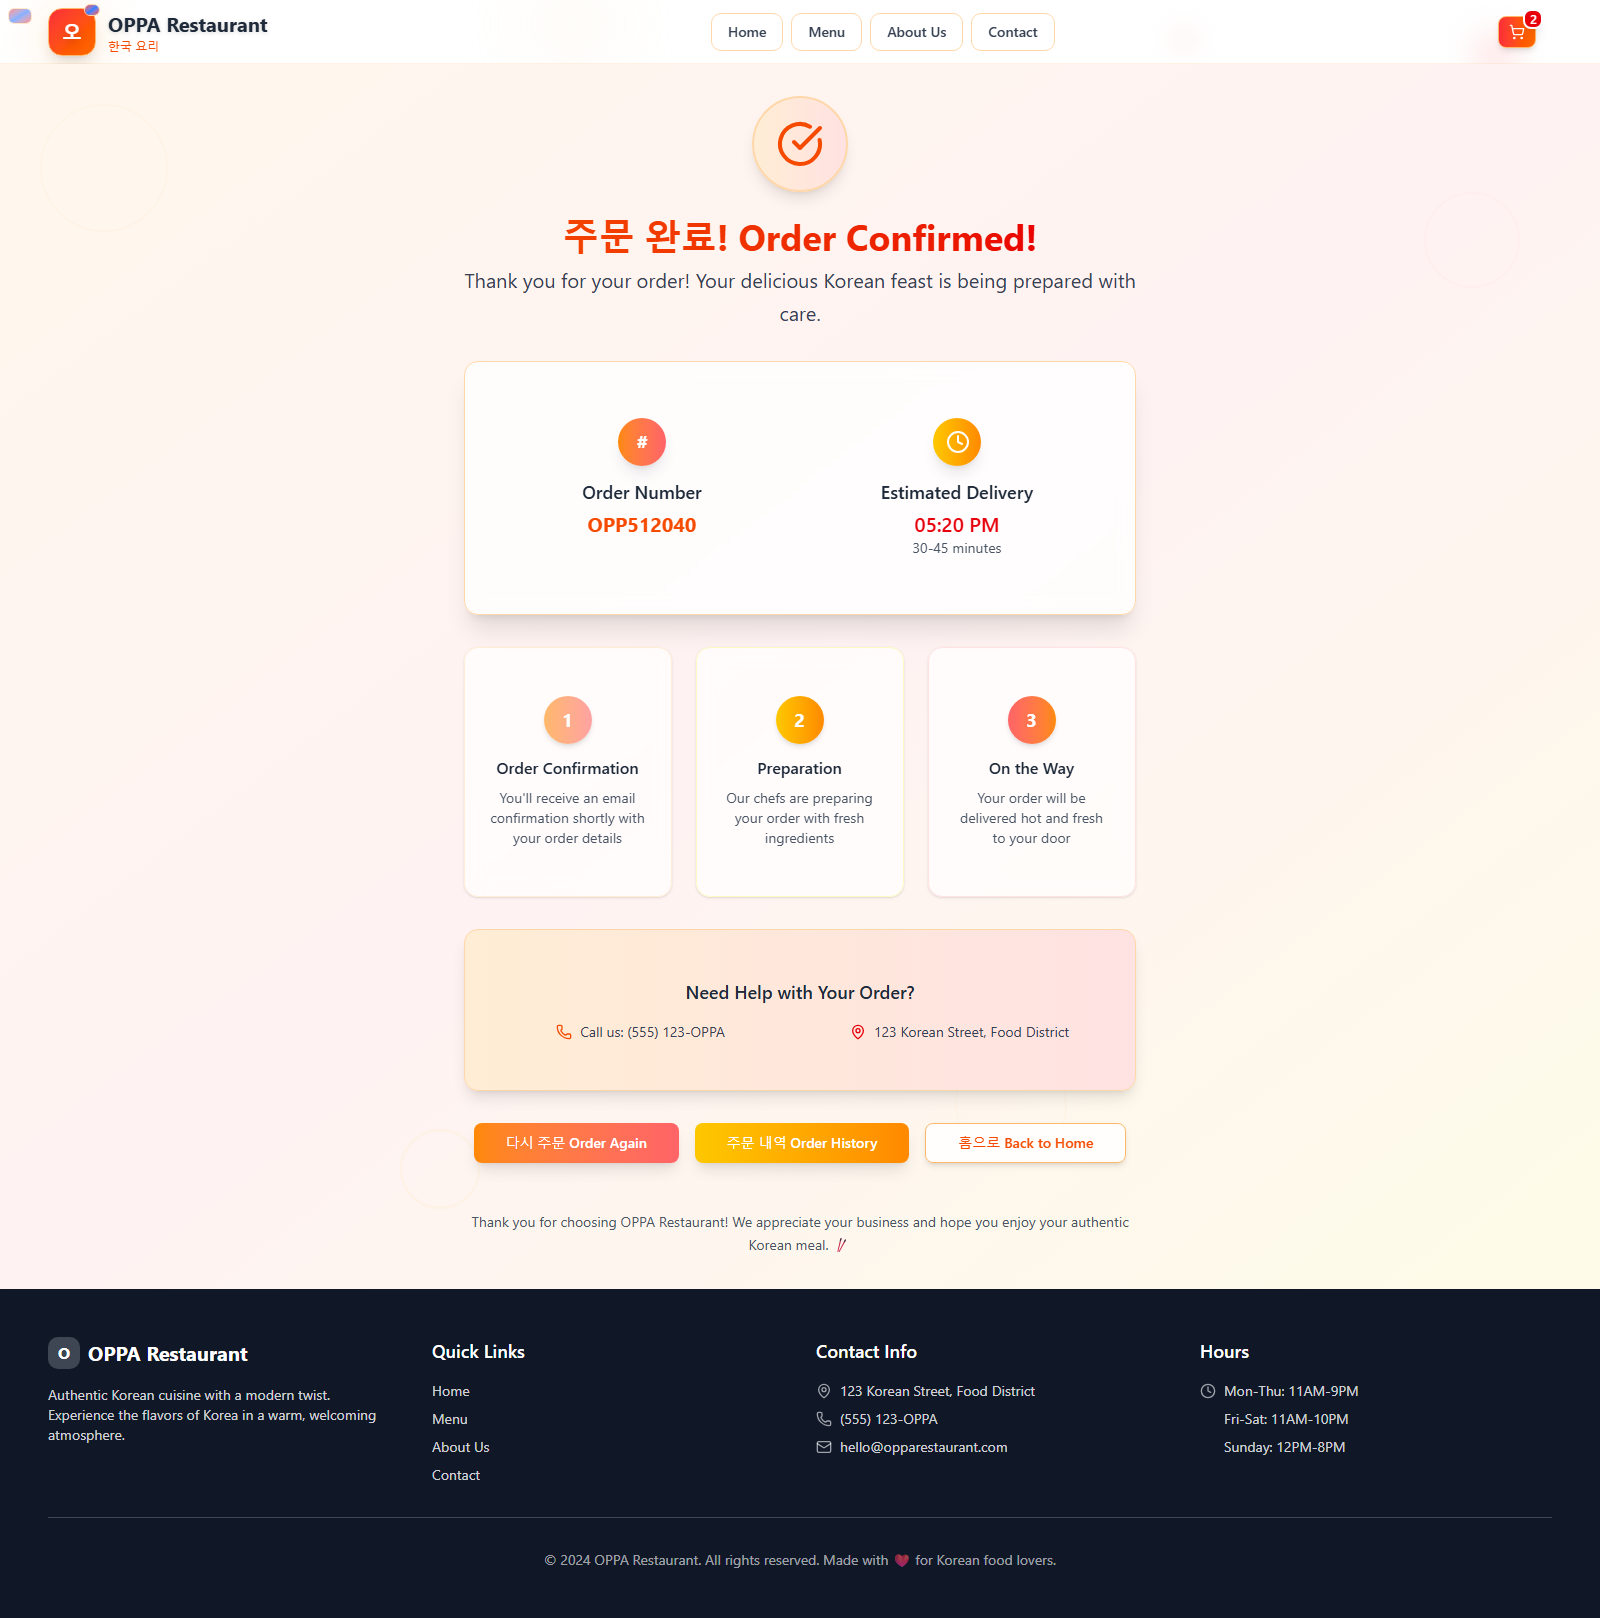 오
OPPA Restaurant
한국 요리
Home
Menu
About Us
Contact
2
주문 완료! Order Confirmed!
Thank you for your order! Your delicious Korean feast is being prepared with
care.
#
Order Number
OPP512040
Estimated Delivery
05:20 PM
30-45 minutes
1
Order Confirmation
You'll receive an email
confirmation shortly with
your order details
2
Preparation
Our chefs are preparing
your order with fresh
ingredients
3
On the Way
Your order will be
delivered hot and fresh
to your door
Need Help with Your Order?
Call us: (555) 123-OPPA
123 Korean Street, Food District
다시 주문 Order Again
주문 내역 Order History
홈으로 Back to Home
Thank you for choosing OPPA Restaurant! We appreciate your business and hope you enjoy your authentic
Korean meal. 🥢
O
OPPA Restaurant
Authentic Korean cuisine with a modern twist.
Experience the flavors of Korea in a warm, welcoming
atmosphere.
Quick Links
Home
Menu
About Us
Contact
Contact Info
123 Korean Street, Food District
(555) 123-OPPA
hello@opparestaurant.com
Hours
Mon-Thu: 11AM-9PM
Fri-Sat: 11AM-10PM
Sunday: 12PM-8PM
© 2024 OPPA Restaurant. All rights reserved. Made with ❤️ for Korean food lovers.